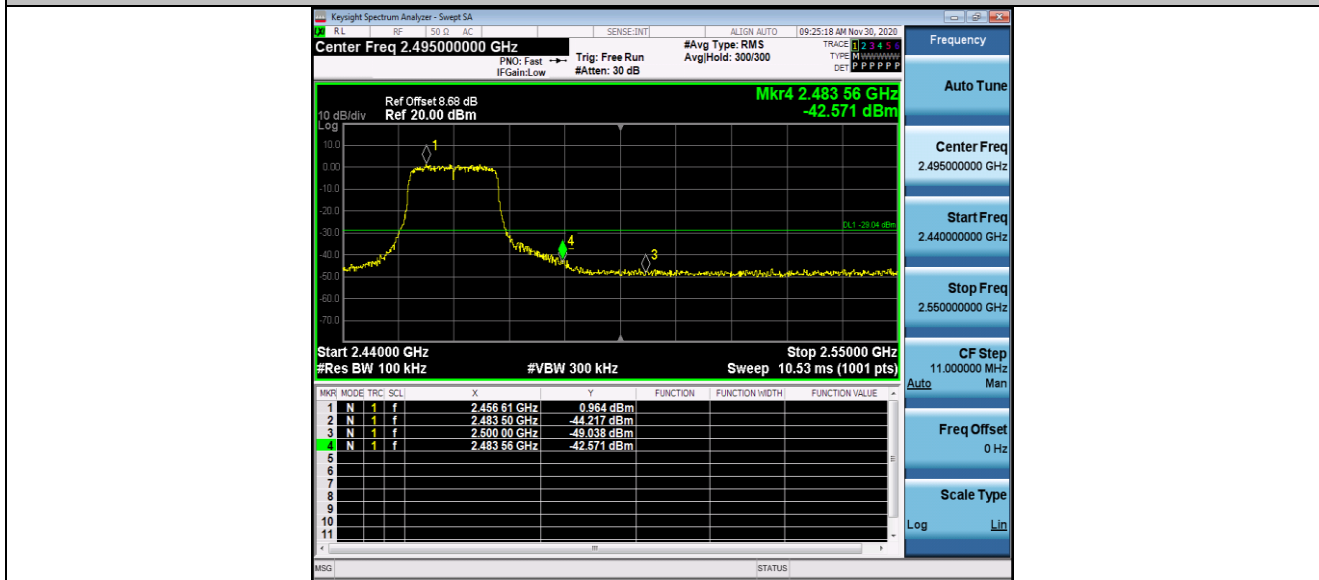 Keysight Spectrum Analyzer - Swept SA
RL RF 50 Ω AC SENSE:INT ALIGN AUTO 09:25:18 AM Nov 30, 2020
Center Freq 2.495000000 GHz
PNO: Fast
IFGain:Low
Trig: Free Run
#Atten: 30 dB
#Avg Type: RMS
Avg|Hold: 300/300
TRACE 1 2 3 4 5 6
TYPE M W W W W W
DET P P P P P P
Mkr4 2.483 56 GHz
-42.571 dBm
Ref Offset 8.68 dB
10 dB/div Ref 20.00 dBm
Log
10.0
0.00
-10.0
-20.0
-30.0
-40.0
-50.0
-60.0
-70.0
1
4
3
DL1 -29.04 dBm
Start 2.44000 GHz Stop 2.55000 GHz
#Res BW 100 kHz #VBW 300 kHz Sweep 10.53 ms (1001 pts)
MKR MODE TRC SCL X Y FUNCTION FUNCTION WIDTH FUNCTION VALUE
1 N 1 f 2.456 61 GHz 0.964 dBm
2 N 1 f 2.483 50 GHz -44.217 dBm
3 N 1 f 2.500 00 GHz -49.038 dBm
4 N 1 f 2.483 56 GHz -42.571 dBm
5
6
7
8
9
10
11
MSG STATUS
Frequency
Auto Tune
Center Freq
2.495000000 GHz
Start Freq
2.440000000 GHz
Stop Freq
2.550000000 GHz
CF Step
11.000000 MHz
Auto Man
Freq Offset
0 Hz
Scale Type
Log Lin